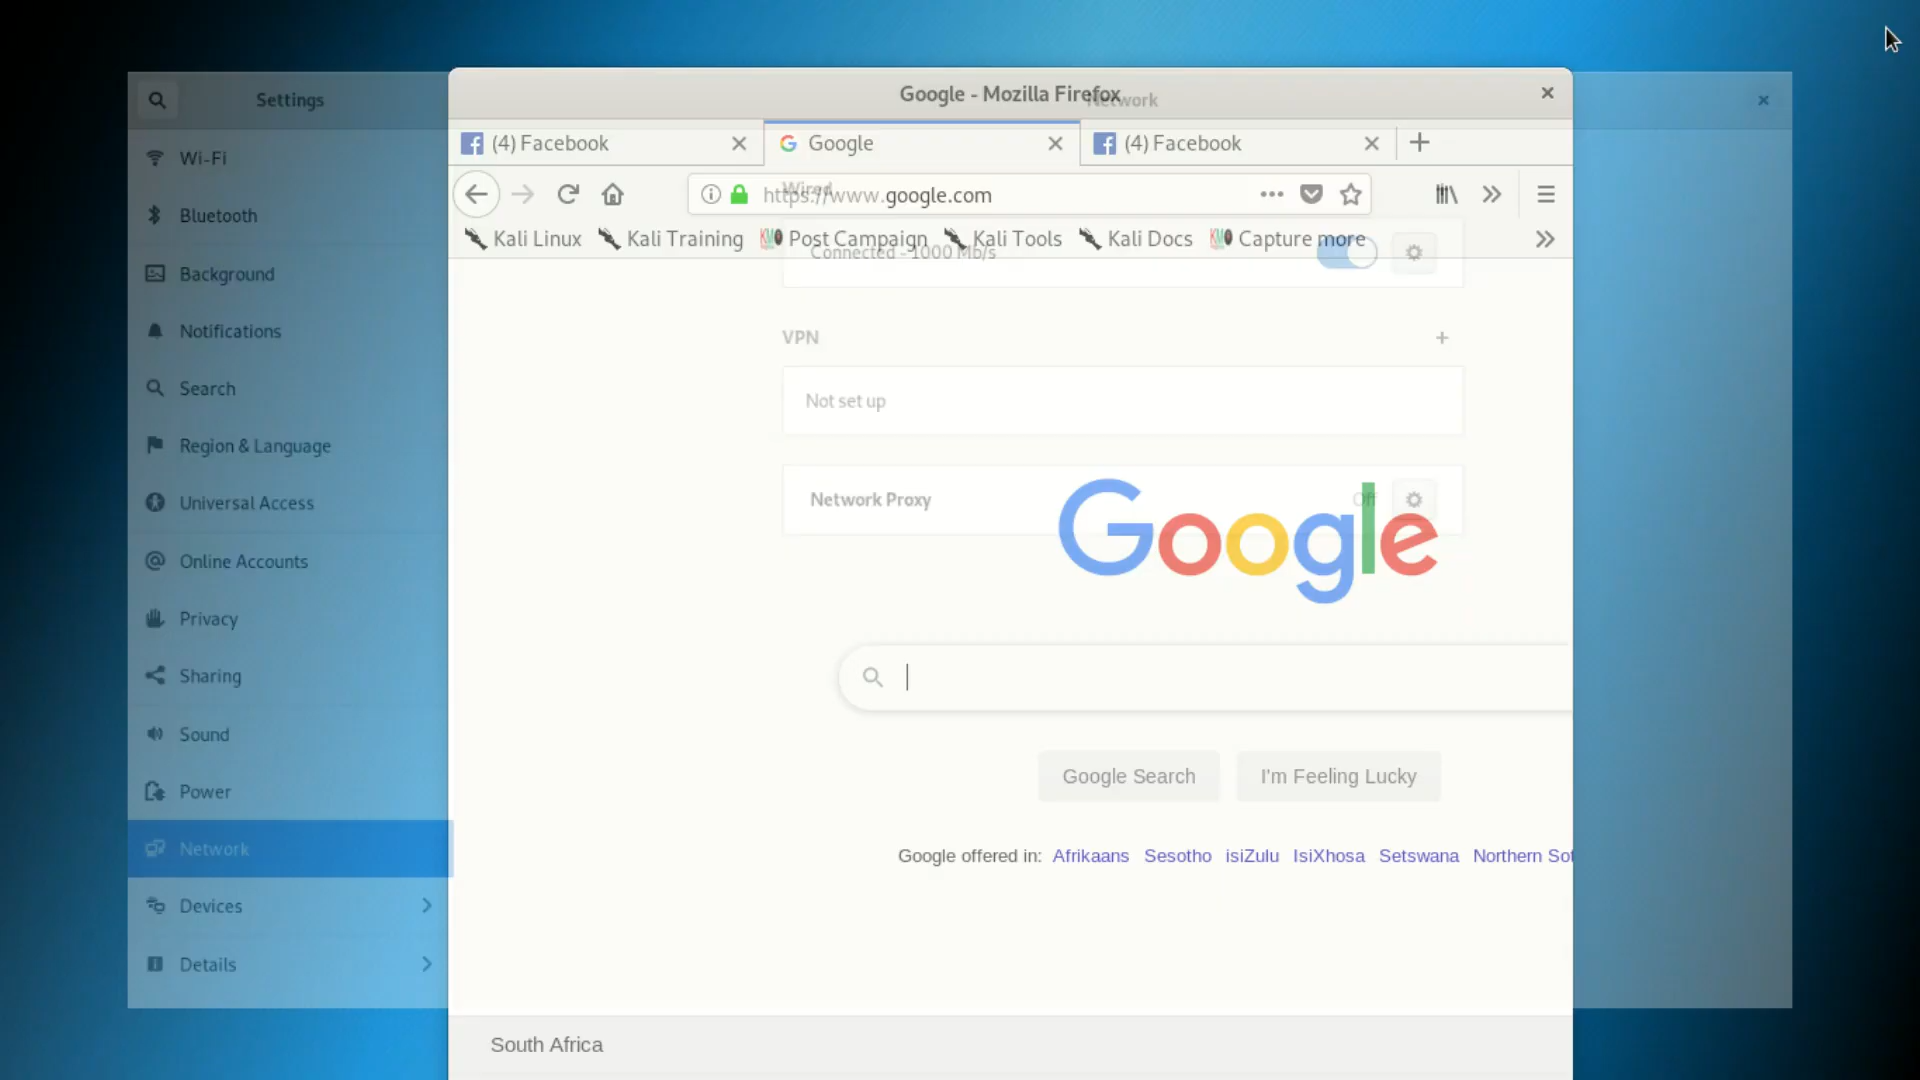 Settings
Wi-Fi
Bluetooth
Background
Notifications
Search
Region & Language
Universal Access
Online Accounts
Privacy
Sharing
Sound
Power
Network
Devices
Details
Google - Mozilla Firefox
Network
(4) Facebook
Google
(4) Facebook
https://www.google.com
Wired
Kali Linux
Kali Training
Post Campaign
Kali Tools
Kali Docs
Capture more
Connected - 1000 Mb/s
VPN
Not set up
Network Proxy
Off
Google
Google Search
I'm Feeling Lucky
Google offered in: Afrikaans Sesotho isiZulu IsiXhosa Setswana Northern Sot
South Africa